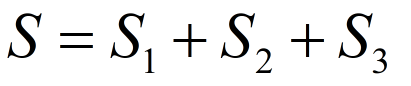 S = S₁ + S₂ + S₃